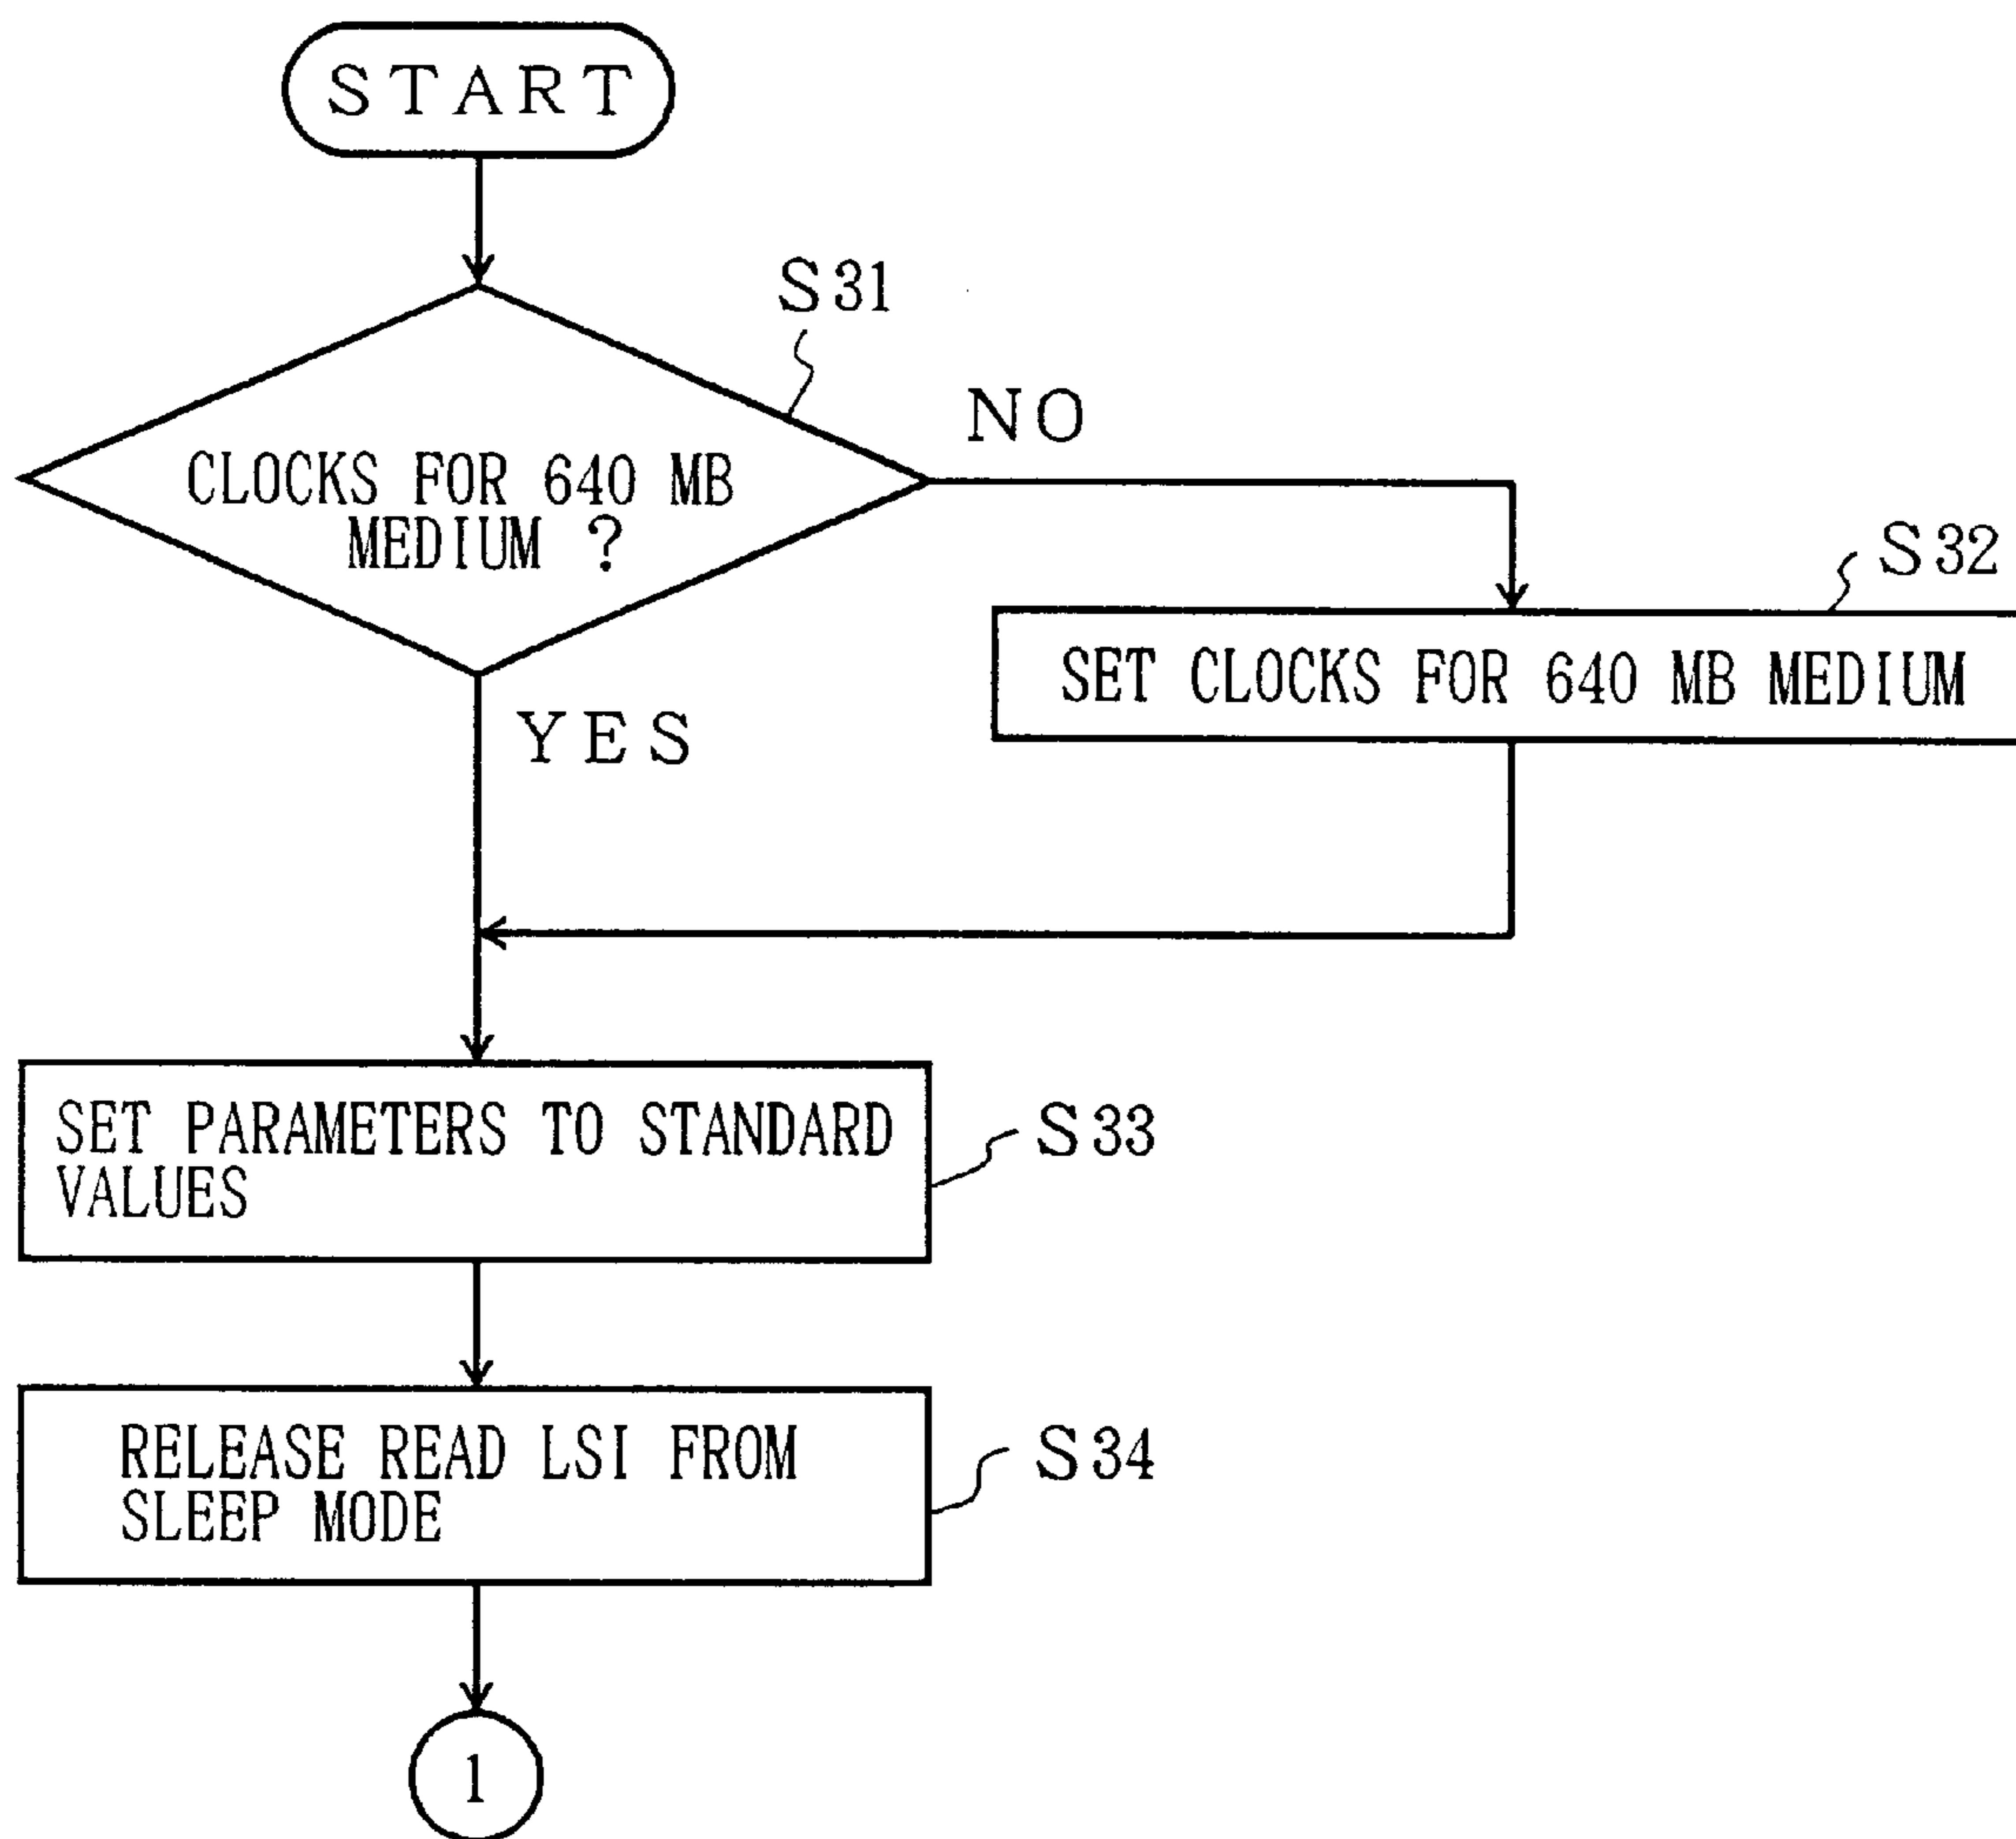 START
S31
NO
CLOCKS FOR 640 MB
MEDIUM ?
S32
SET CLOCKS FOR 640 MB MEDIUM
YES
SET PARAMETERS TO STANDARD
VALUES
S33
RELEASE READ LSI FROM
SLEEP MODE
S34
1